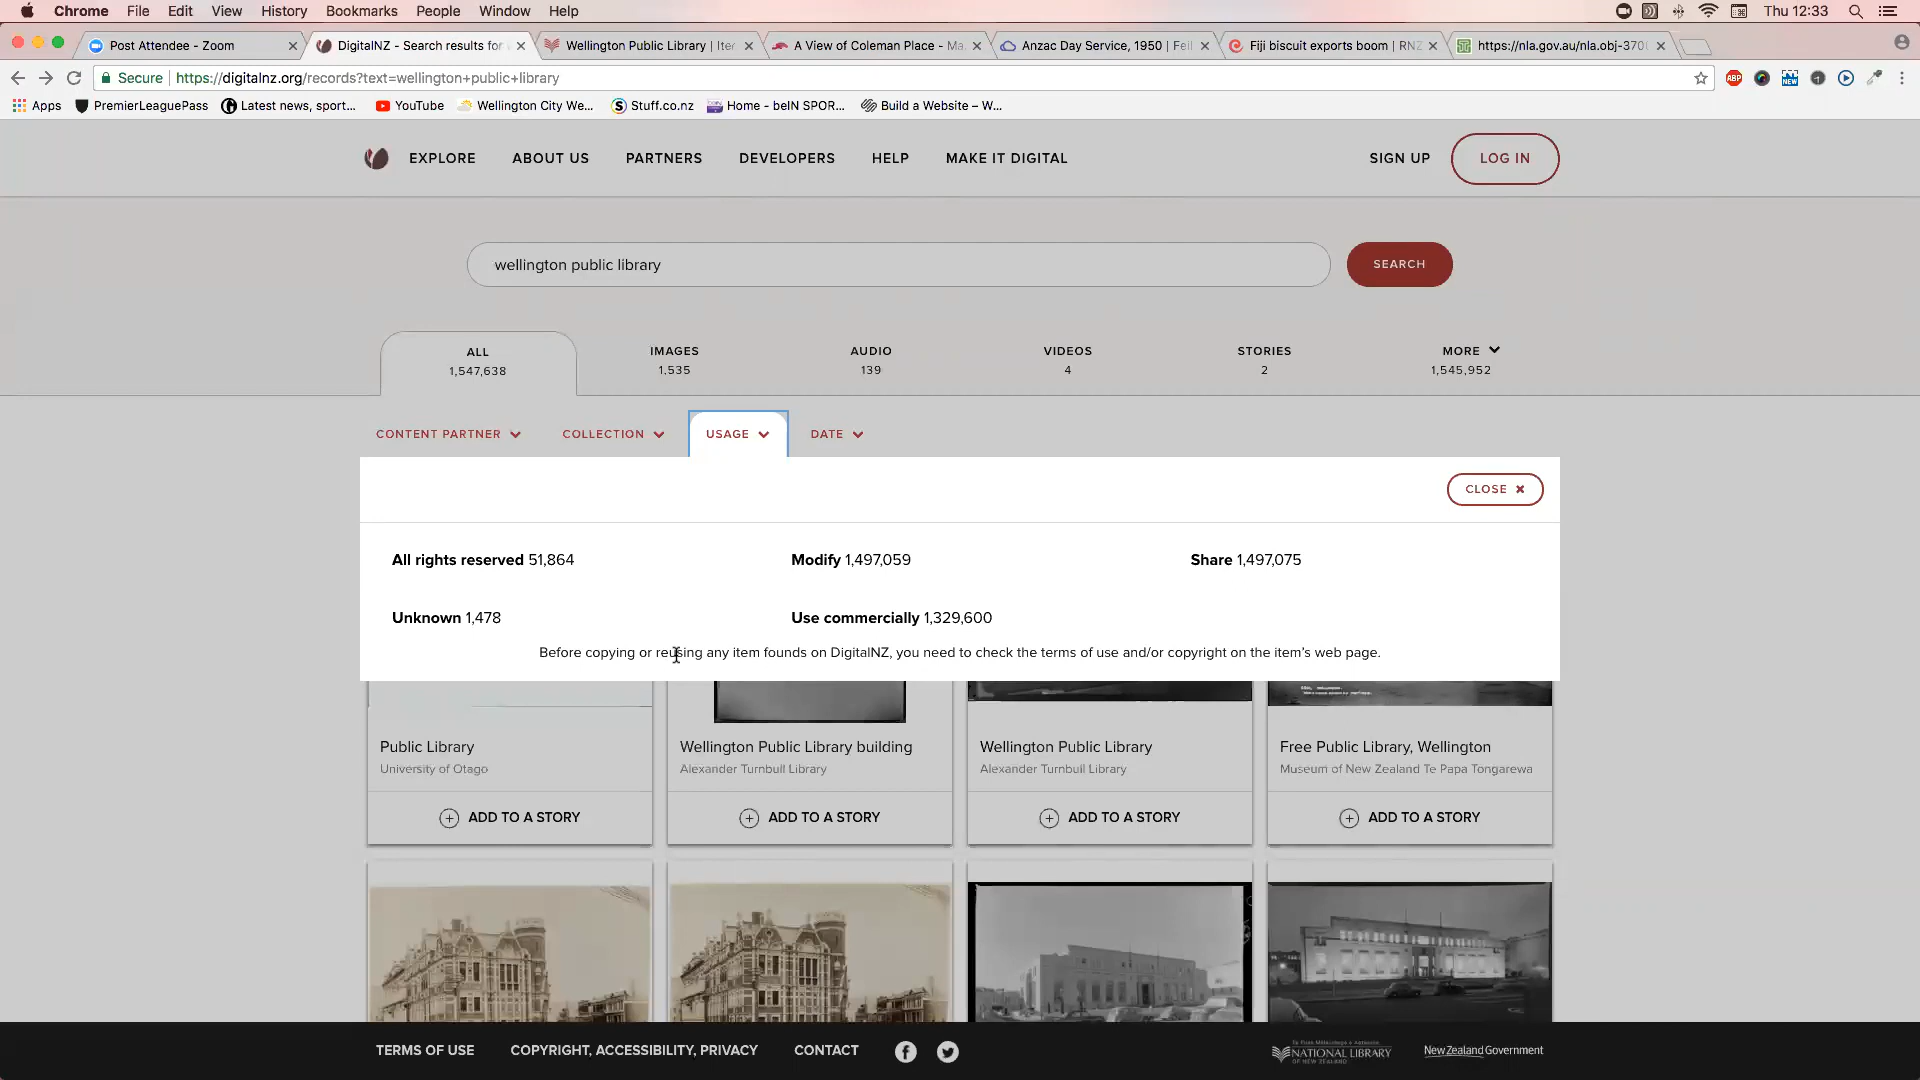 Chrome File Edit View History Bookmarks People Window Help Thu 12:33
Post Attendee - Zoom DigitalNZ - Search results for Wellington Public Library | Iter A View of Coleman Place - Ma Anzac Day Service, 1950 | Feil Fiji biscuit exports boom | RNZ https://nla.gov.au/nla.obj-370
Secure https://digitalnz.org/records?text=wellington+public+library ABP NEW
Apps PremierLeaguePass Latest news, sport... YouTube Wellington City We... Stuff.co.nz Home - beIN SPOR... Build a Website – W...
EXPLORE ABOUT US PARTNERS DEVELOPERS HELP MAKE IT DIGITAL SIGN UP LOG IN
wellington public library SEARCH
ALL IMAGES AUDIO VIDEOS STORIES MORE
1,547,638 1,535 139 4 2 1,545,952
CONTENT PARTNER COLLECTION USAGE DATE
CLOSE ✖
All rights reserved 51,864 Modify 1,497,059 Share 1,497,075
Unknown 1,478 Use commercially 1,329,600
Before copying or reusing any item founds on DigitalNZ, you need to check the terms of use and/or copyright on the item's web page.
Public Library Wellington Public Library building Wellington Public Library Free Public Library, Wellington
University of Otago Alexander Turnbull Library Alexander Turnbull Library Museum of New Zealand Te Papa Tongarewa
ADD TO A STORY ADD TO A STORY ADD TO A STORY ADD TO A STORY
TERMS OF USE COPYRIGHT, ACCESSIBILITY, PRIVACY CONTACT NATIONAL LIBRARY OF NEW ZEALAND New Zealand Government